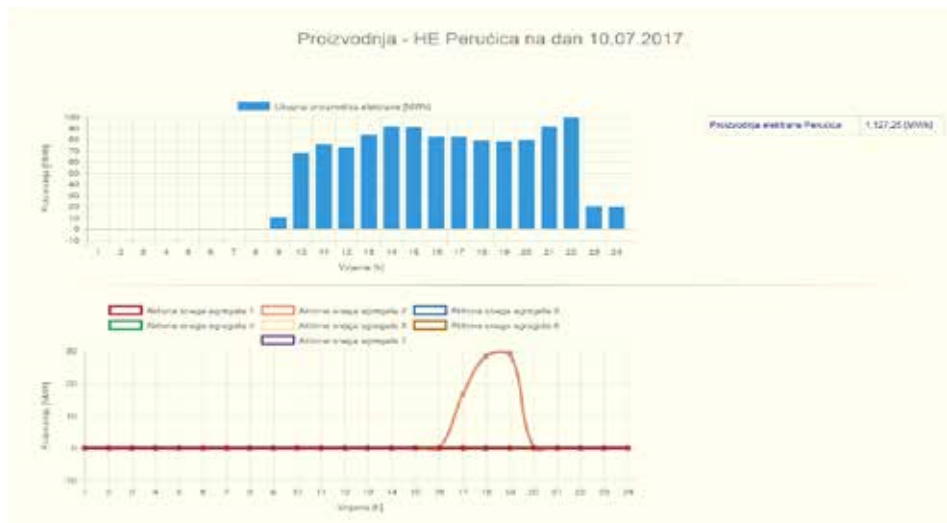 Proizvodnja - HE Perućica na dan 10.07.2017.
Ukupna proizvodnja elektrane [MWh]
Proizvodnja elektrane Perućica 1,127.25 [MWh]
100
90
80
70
60
50
40
30
20
10
0
-10
Proizvodnja [MWh]
1 2 3 4 5 6 7 8 9 10 11 12 13 14 15 16 17 18 19 20 21 22 23 24
Vrijeme [h]
Aktivna snaga agregata 1 Aktivna snaga agregata 2 Aktivna snaga agregata 3
Aktivna snaga agregata 4 Aktivna snaga agregata 5 Aktivna snaga agregata 6
Aktivna snaga agregata 7
30
20
10
0
-10
Proizvodnja [MW]
1 2 3 4 5 6 7 8 9 10 11 12 13 14 15 16 17 18 19 20 21 22 23 24
Vrijeme [h]